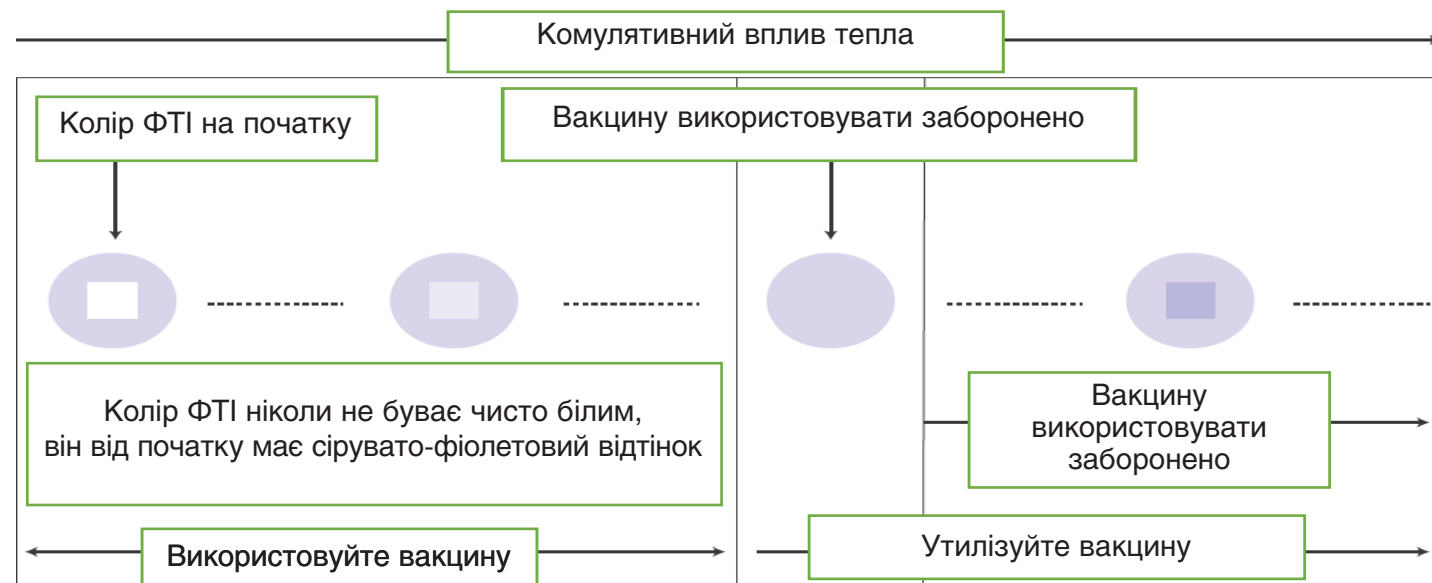 Комулятивний вплив тепла
Колір ФТІ на початку
Вакцину використовувати заборонено
Колір ФТІ ніколи не буває чисто білим,
він від початку має сірувато-фіолетовий відтінок
Вакцину
використовувати
заборонено
Використовуйте вакцину
Утилізуйте вакцину